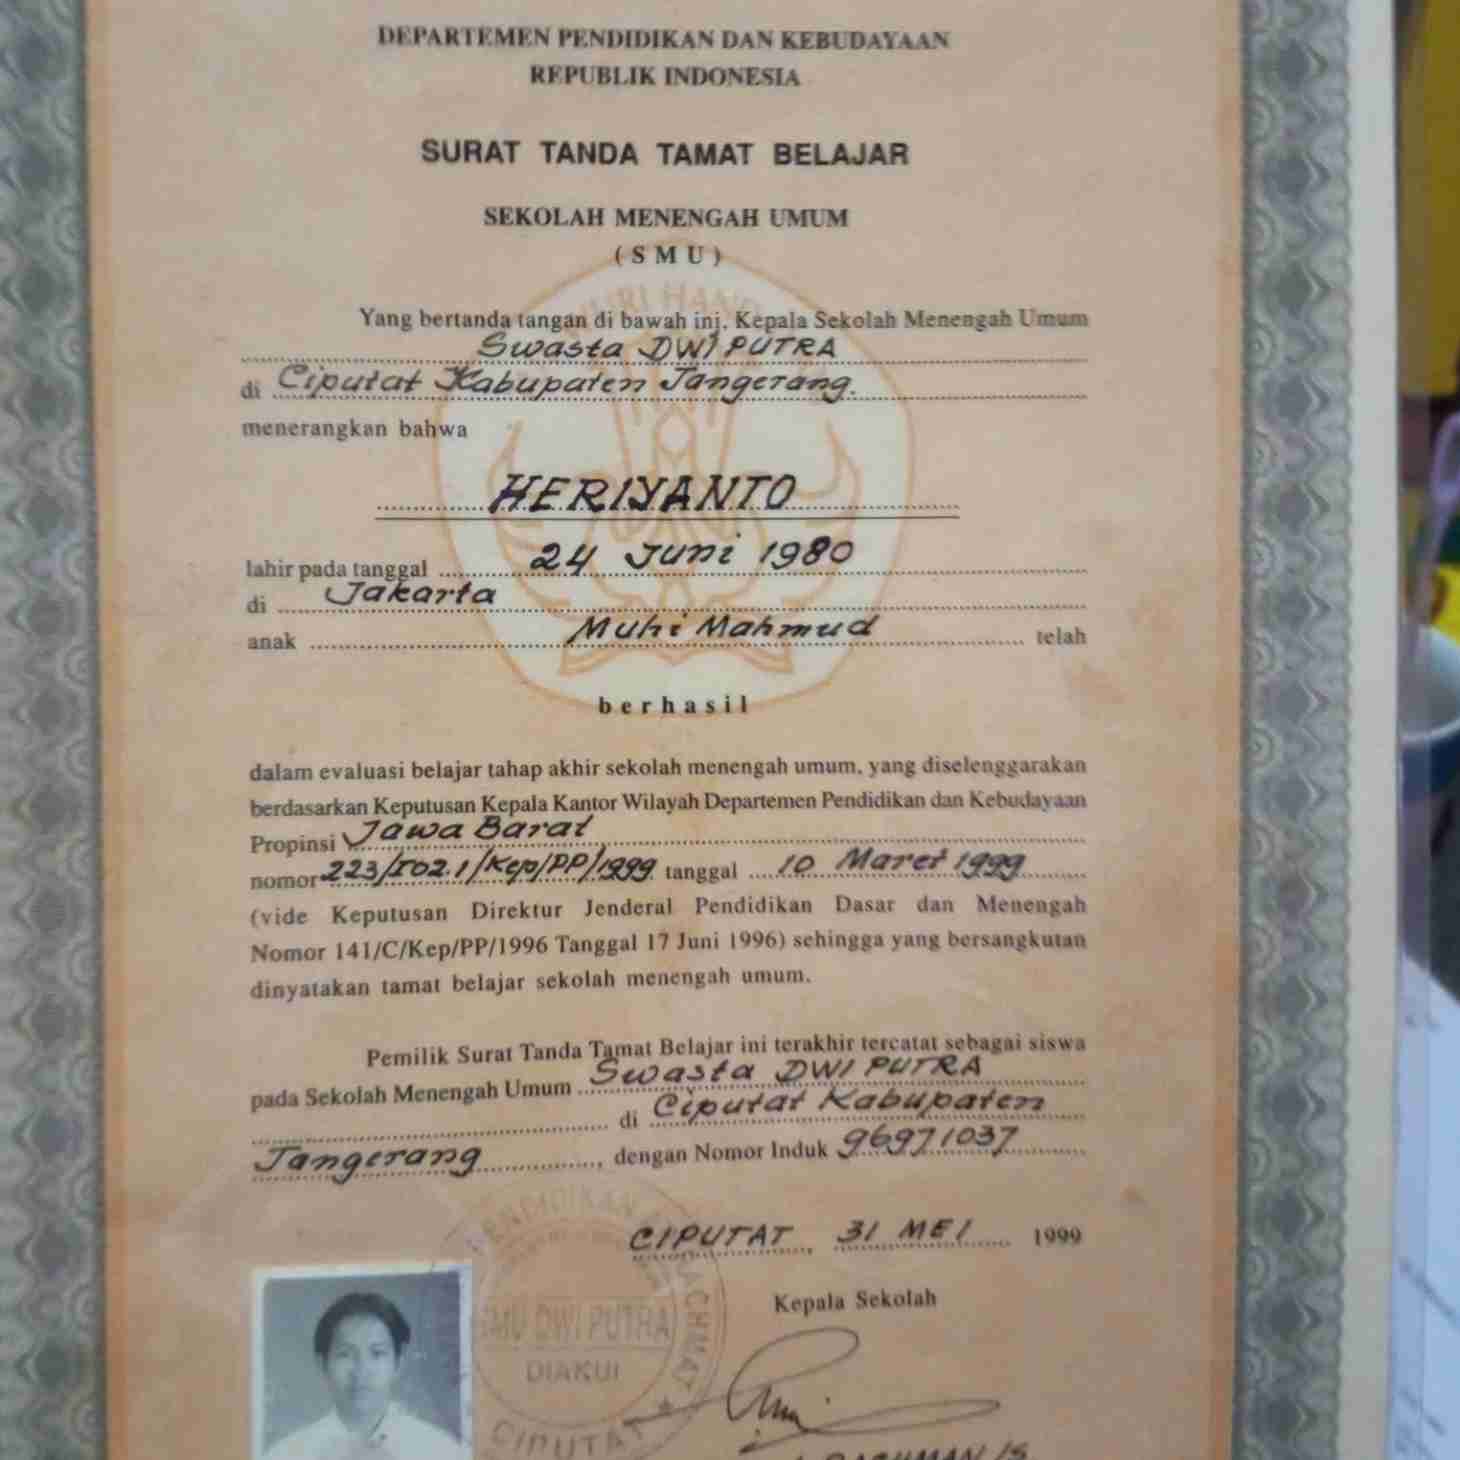 DEPARTEMEN PENDIDIKAN DAN KEBUDAYAAN
REPUBLIK INDONESIA
SURAT TANDA TAMAT BELAJAR
SEKOLAH MENENGAH UMUM
( S M U )
Yang bertanda tangan di bawah ini, Kepala Sekolah Menengah Umum
Swasta DWI PUTRA
di Ciputat Kabupaten Tangerang.
menerangkan bahwa
HERIYANTO
lahir pada tanggal 24 Juni 1980
di Jakarta
anak Muhi Mahmud telah
berhasil
dalam evaluasi belajar tahap akhir sekolah menengah umum, yang diselenggarakan
berdasarkan Keputusan Kepala Kantor Wilayah Departemen Pendidikan dan Kebudayaan
Propinsi Jawa Barat
nomor 223/I02.1/Kep/PP/1999 tanggal 10 Maret 1999
(vide Keputusan Direktur Jenderal Pendidikan Dasar dan Menengah
Nomor 141/C/Kep/PP/1996 Tanggal 17 Juni 1996) sehingga yang bersangkutan
dinyatakan tamat belajar sekolah menengah umum.
Pemilik Surat Tanda Tamat Belajar ini terakhir tercatat sebagai siswa
pada Sekolah Menengah Umum Swasta DWI PUTRA
di Ciputat Kabupaten
Tangerang, dengan Nomor Induk 96971037
CIPUTAT, 31 MEI 1999
Kepala Sekolah
PENDIDIKAN
SMU DWI PUTRA
DIAKUI
CIPUTAT